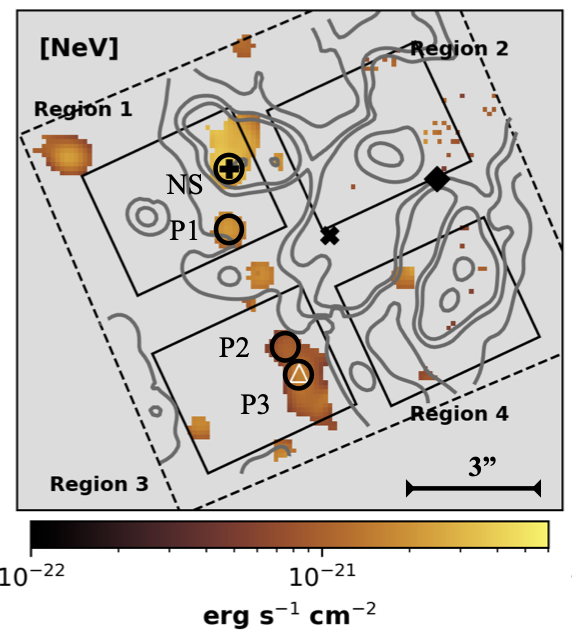 [NeV]
Region 2
Region 1
NS
P1
P2
P3
Region 4
Region 3
3”
10⁻²² 10⁻²¹
erg s⁻¹ cm⁻²